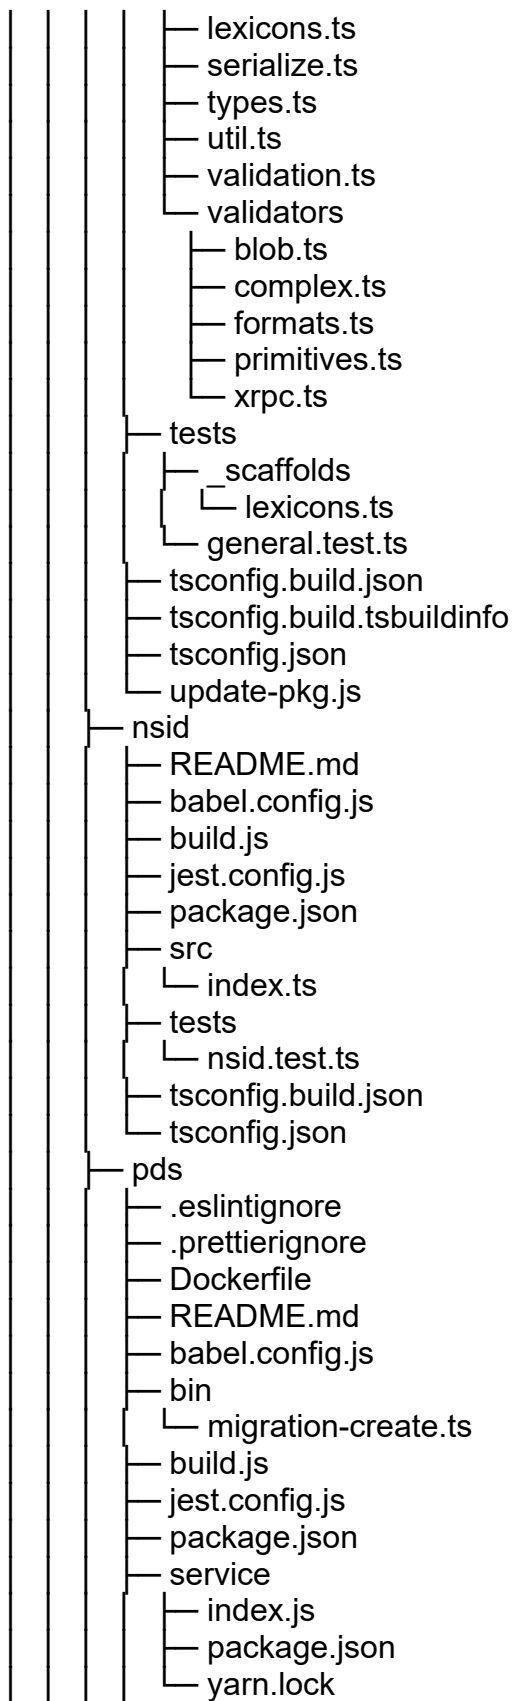 lexicons.ts
serialize.ts
types.ts
util.ts
validation.ts
validators
blob.ts
complex.ts
formats.ts
primitives.ts
xrpc.ts
tests
_scaffolds
lexicons.ts
general.test.ts
tsconfig.build.json
tsconfig.build.tsbuildinfo
tsconfig.json
update-pkg.js
nsid
README.md
babel.config.js
build.js
jest.config.js
package.json
src
index.ts
tests
nsid.test.ts
tsconfig.build.json
tsconfig.json
pds
.eslintignore
.prettierignore
Dockerfile
README.md
babel.config.js
bin
migration-create.ts
build.js
jest.config.js
package.json
service
index.js
package.json
yarn.lock